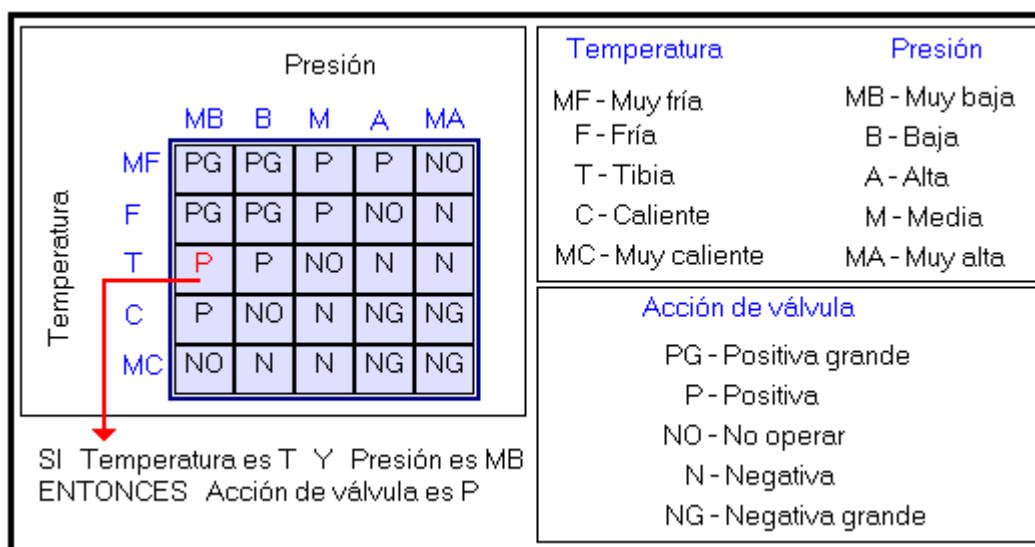 Presión
MB B M A MA
Temperatura
MF PG PG P P NO
F PG PG P NO N
T P P NO N N
C P NO N NG NG
MC NO N N NG NG
SI Temperatura es T Y Presión es MB
ENTONCES Acción de válvula es P
Temperatura Presión
MF - Muy fría MB - Muy baja
F - Fría B - Baja
T - Tibia A - Alta
C - Caliente M - Media
MC - Muy caliente MA - Muy alta
Acción de válvula
PG - Positiva grande
P - Positiva
NO - No operar
N - Negativa
NG - Negativa grande